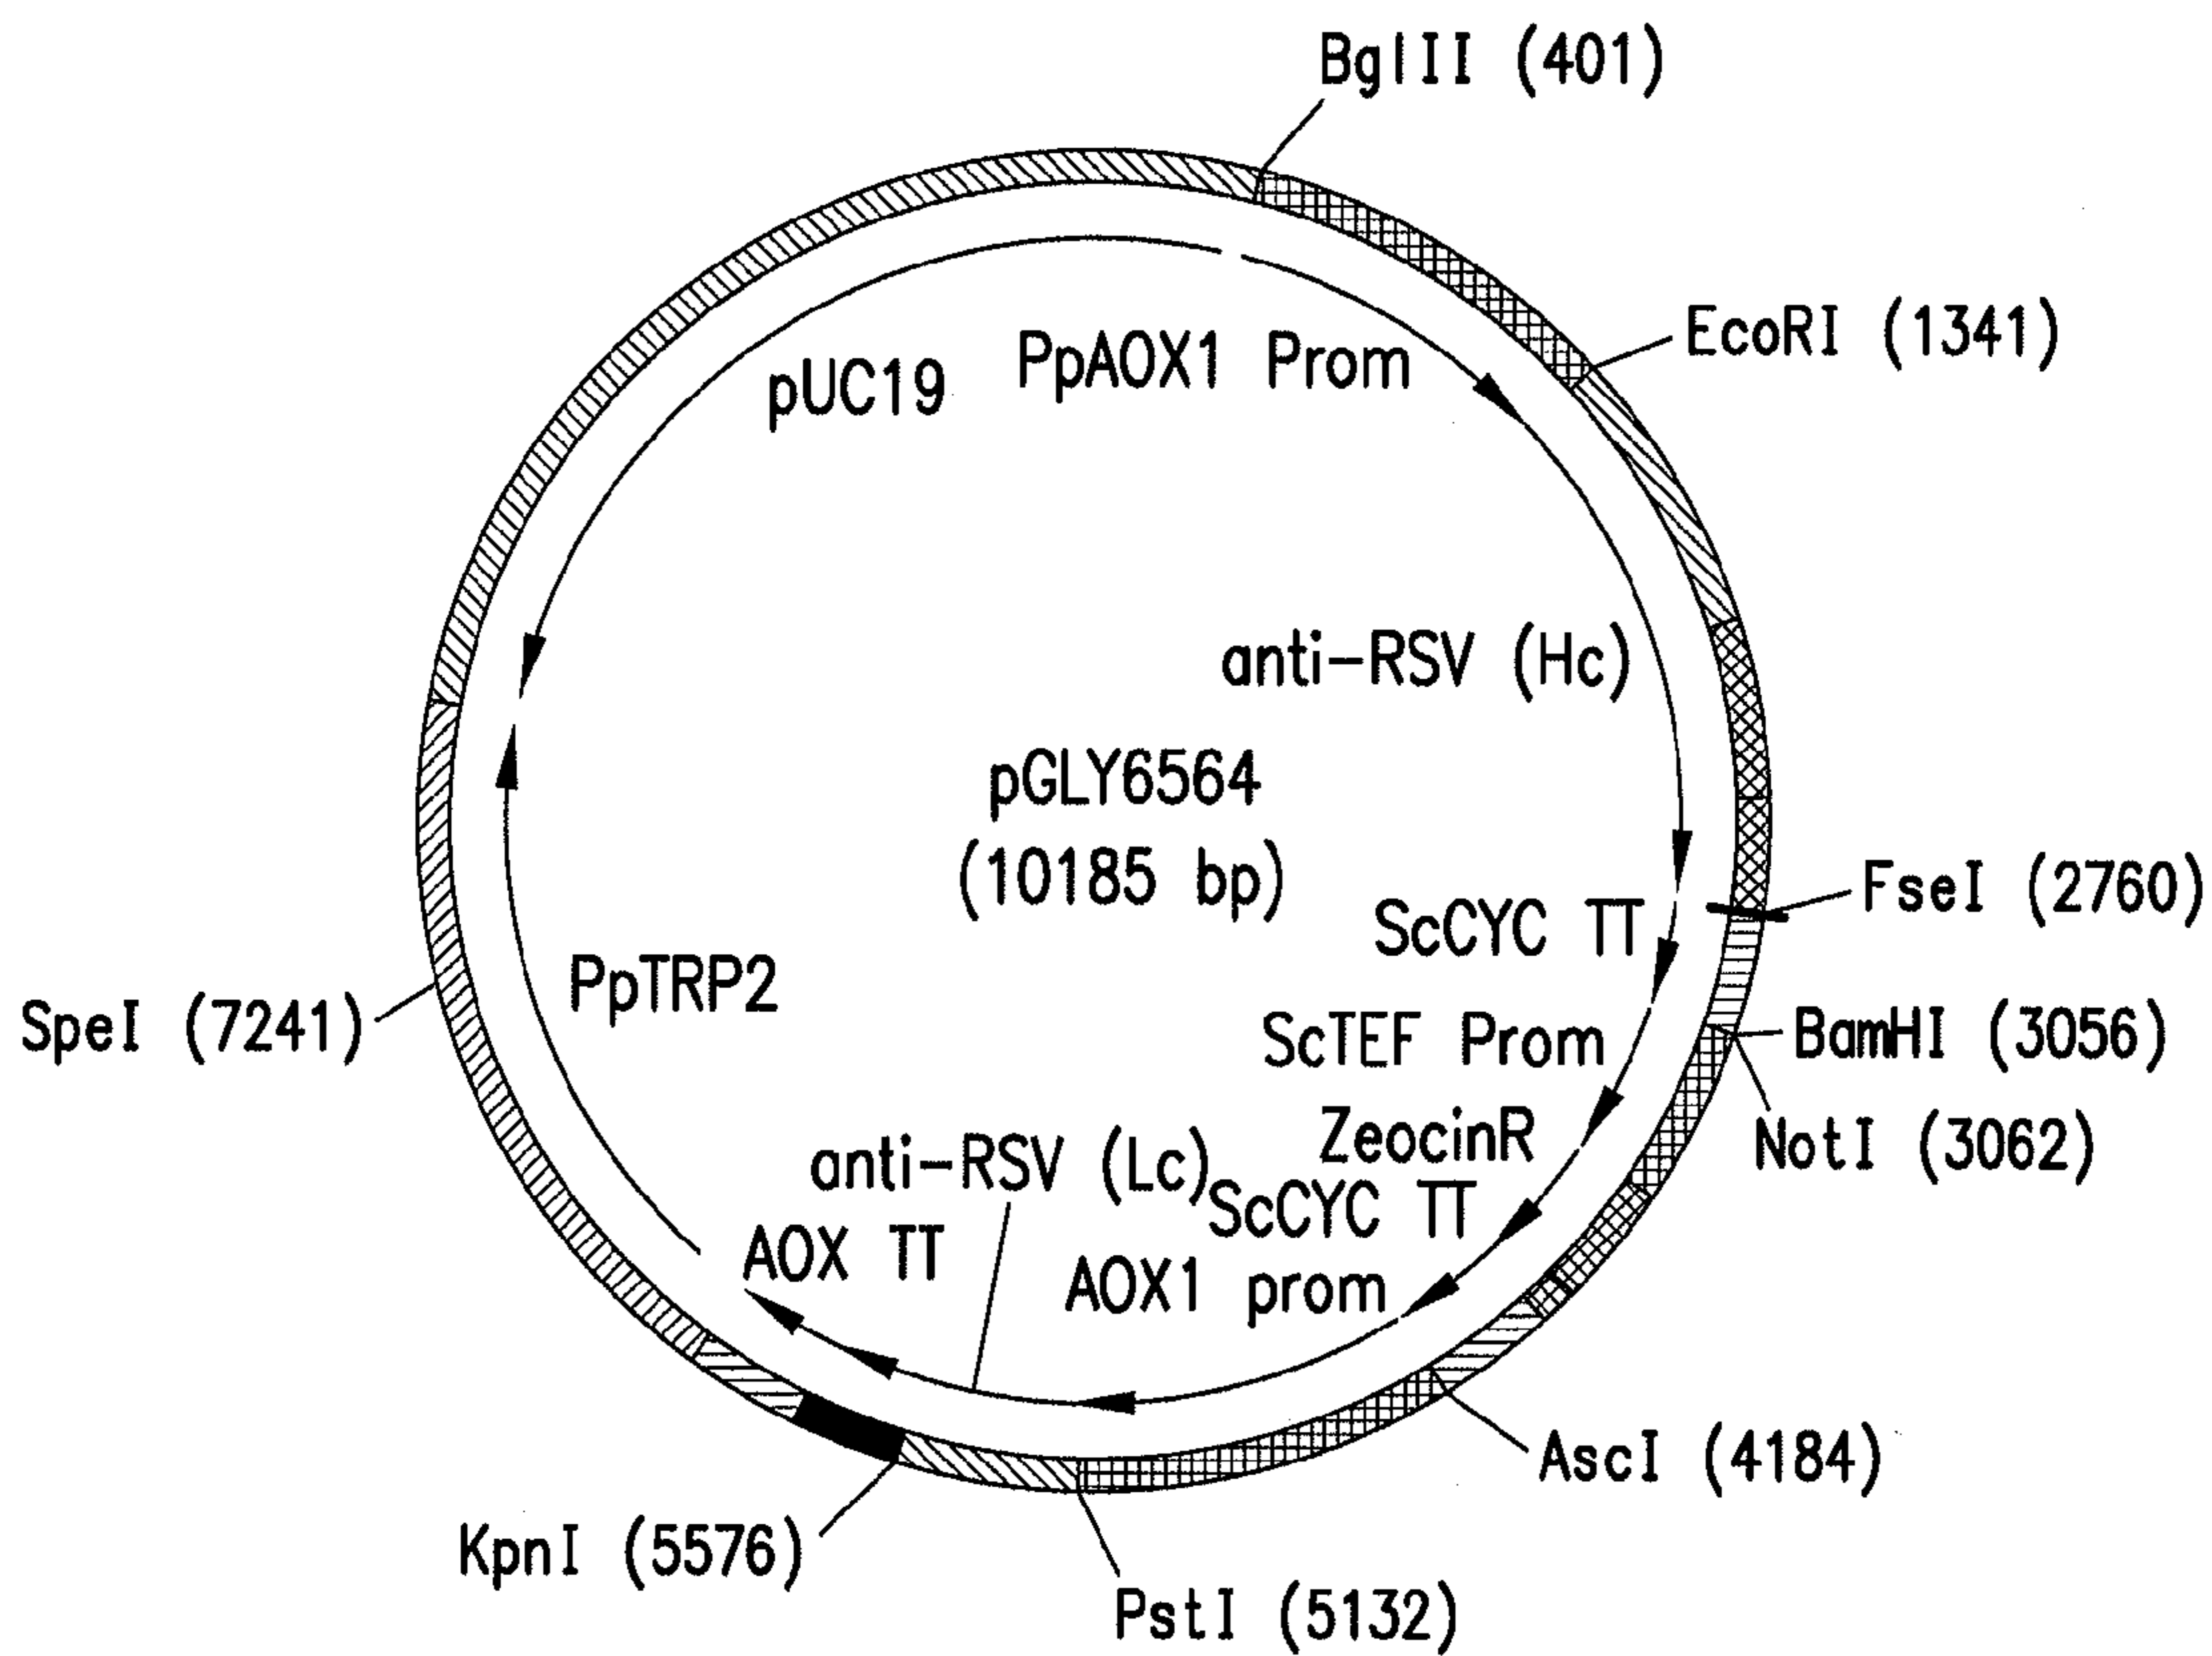 BglII (401)
EcoRI (1341)
PpAOX1 Prom
pUC19
anti-RSV (Hc)
pGLY6564
(10185 bp)
FseI (2760)
ScCYC TT
SpeI (7241)
PpTRP2
ScTEF Prom
BamHI (3056)
NotI (3062)
ZeocinR
anti-RSV (Lc)
ScCYC TT
AOX TT
AOX1 prom
AscI (4184)
KpnI (5576)
PstI (5132)